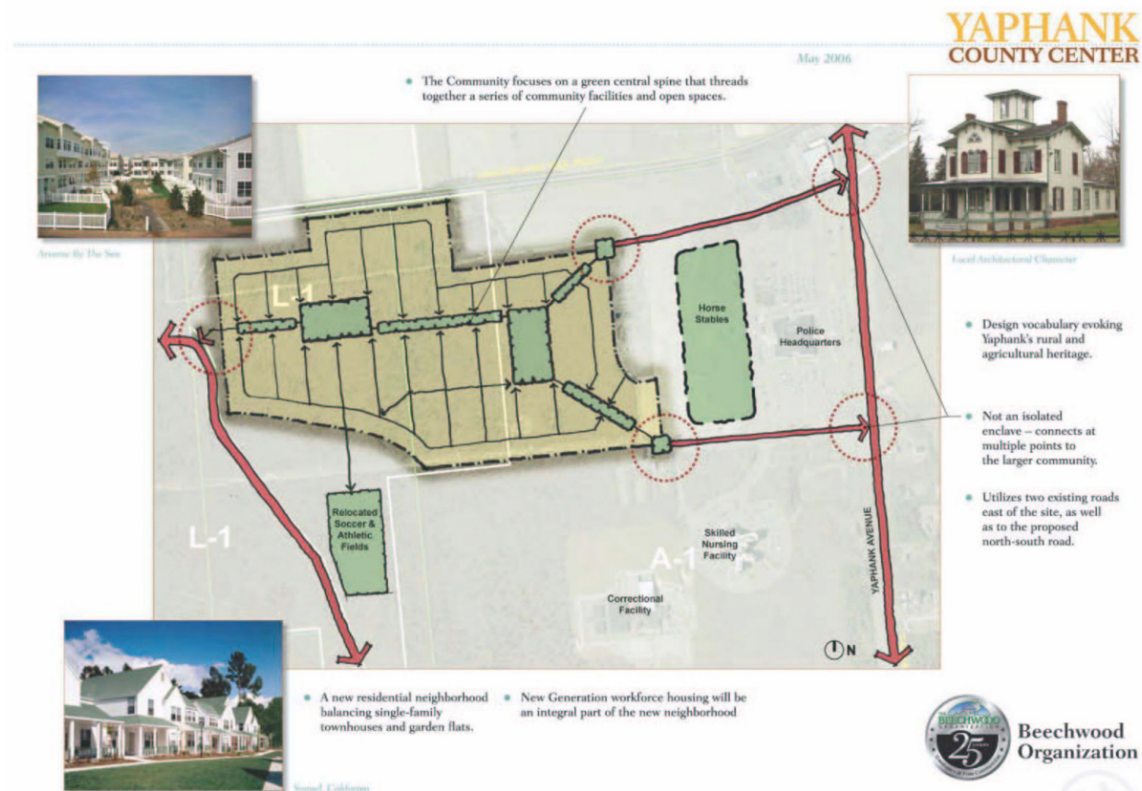 YAPHANK
COUNTY CENTER
May 2006
The Community focuses on a green central spine that threads
together a series of community facilities and open spaces.
Avenue By The Sea
Local Architectural Character
L-1
Horse
Stables
Police
Headquarters
Design vocabulary evoking
Yaphank's rural and
agricultural heritage.
Not an isolated
enclave – connects at
multiple points to
the larger community.
Utilizes two existing roads
east of the site, as well
as to the proposed
north-south road.
Relocated
Soccer &
Athletic
Fields
L-1
Skilled
Nursing
Facility
A-1
Correctional
Facility
YAPHANK AVENUE
N
A new residential neighborhood
balancing single-family
townhouses and garden flats.
New Generation workforce housing will be
an integral part of the new neighborhood
California
BEECHWOOD
ORGANIZATION
25
YEARS
Beechwood
Organization